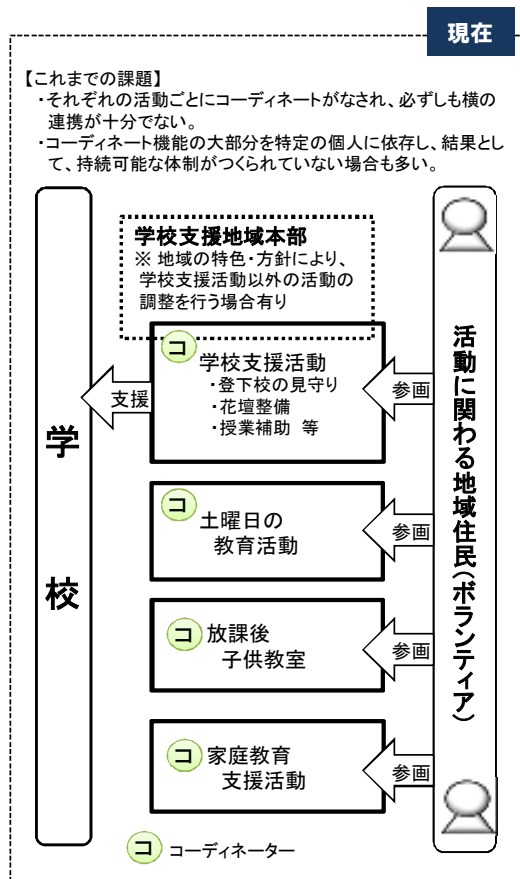 現在
【これまでの課題】
・それぞれの活動ごとにコーディネートがなされ、必ずしも横の
連携が十分でない。
・コーディネート機能の大部分を特定の個人に依存し、結果とし
て、持続可能な体制がつくられていない場合も多い。
学校支援地域本部
※ 地域の特色・方針により、
学校支援活動以外の活動の
調整を行う場合有り
コ
学校支援活動
・登下校の見守り
・花壇整備
・授業補助 等
支援
参画
コ
土曜日の
教育活動
参画
コ
放課後
子供教室
参画
コ
家庭教育
支援活動
参画
学校
活動に関わる地域住民(ボランティア)
コ コーディネーター